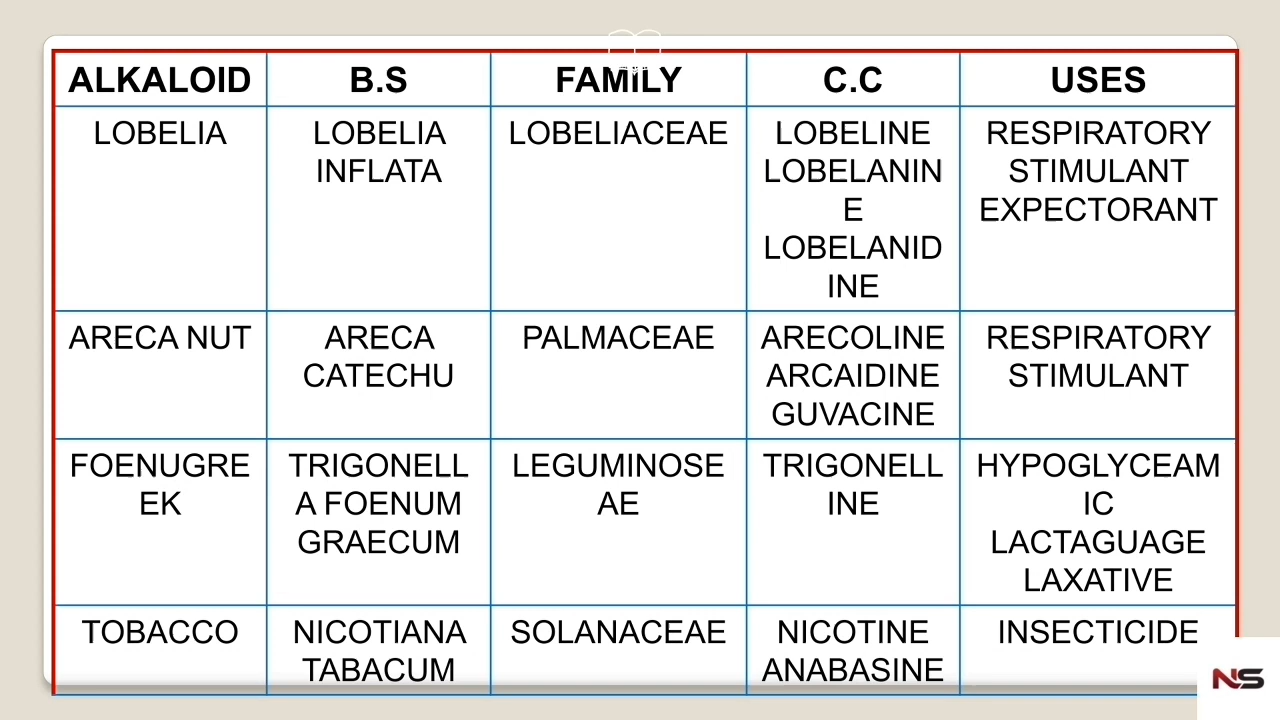 ALKALOID B.S FAMILY C.C USES
LOBELIA
LOBELIA
INFLATA
LOBELIACEAE
LOBELINE
LOBELANIN
E
LOBELANID
INE
RESPIRATORY
STIMULANT
EXPECTORANT
ARECA NUT
ARECA
CATECHU
PALMACEAE
ARECOLINE
ARCAIDINE
GUVACINE
RESPIRATORY
STIMULANT
FOENUGRE
EK
TRIGONELL
A FOENUM
GRAECUM
LEGUMINOSE
AE
TRIGONELL
INE
HYPOGLYCEAM
IC
LACTAGUAGE
LAXATIVE
TOBACCO
NICOTIANA
TABACUM
SOLANACEAE
NICOTINE
ANABASINE
INSECTICIDE
NS